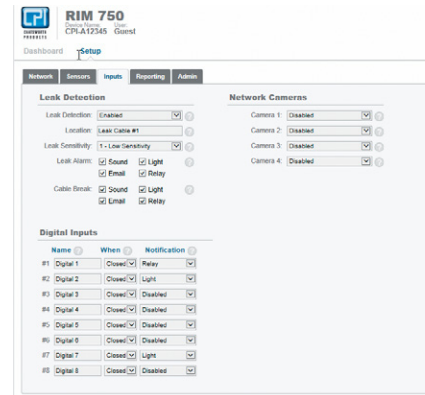 CPI
CHATSWORTH
PRODUCTS
RIM 750
Device Name: User:
CPI-A12345 Guest
Dashboard Setup
Network Sensors Inputs Reporting Admin
Leak Detection
Leak Detection: Enabled
Location: Leak Cable #1
Leak Sensitivity: 1 - Low Sensitivity
Leak Alarm: Sound Light
Email Relay
Cable Break: Sound Light
Email Relay
Network Cameras
Camera 1: Disabled
Camera 2: Disabled
Camera 3: Disabled
Camera 4: Disabled
Digital Inputs
Name When Notification
#1 Digital 1 Closed Relay
#2 Digital 2 Closed Light
#3 Digital 3 Closed Disabled
#4 Digital 4 Closed Disabled
#5 Digital 5 Closed Disabled
#6 Digital 6 Closed Disabled
#7 Digital 7 Closed Light
#8 Digital 8 Closed Disabled